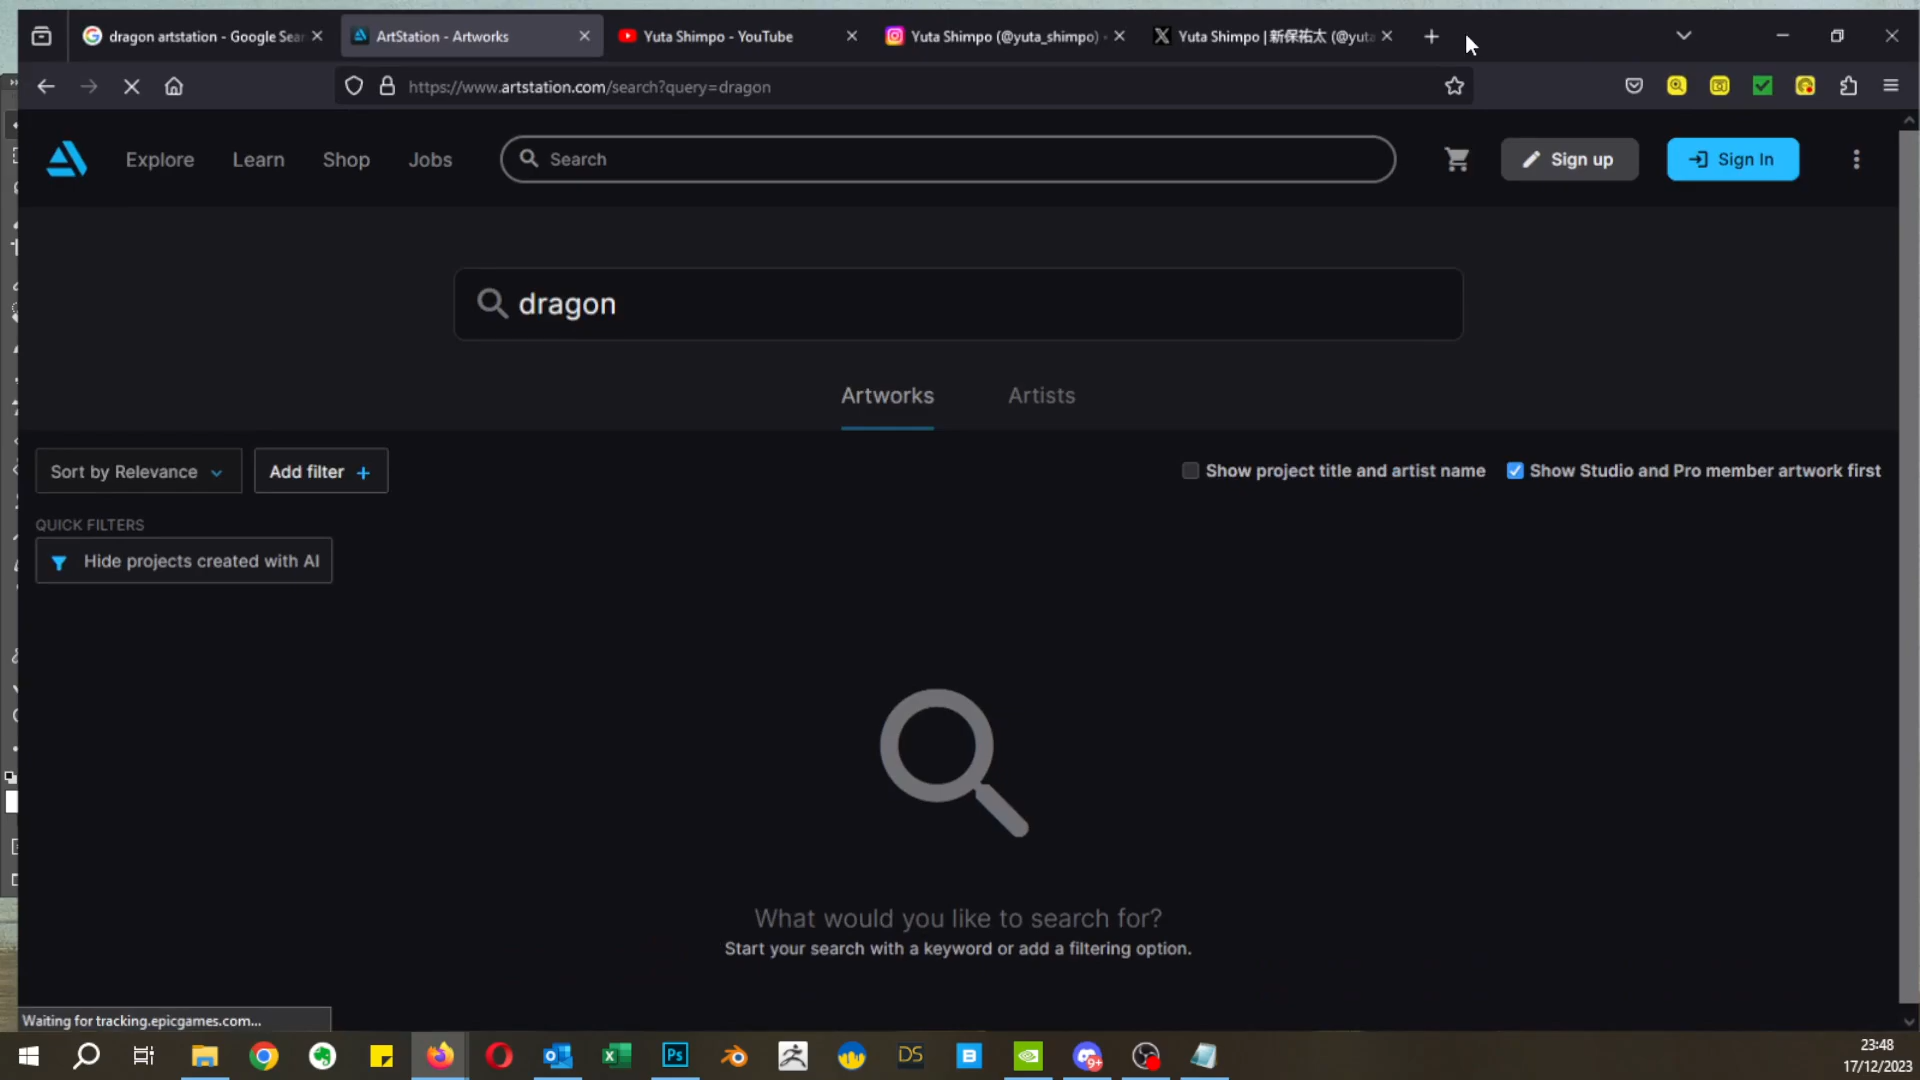 dragon artstation - Google Sear
ArtStation - Artworks
Yuta Shimpo - YouTube
Yuta Shimpo (@yuta_shimpo) •
Yuta Shimpo | 新保祐太 (@yuta
https://www.artstation.com/search?query=dragon
Explore
Learn
Shop
Jobs
Search
Sign up
Sign In
dragon
Artworks
Artists
Sort by Relevance
Add filter +
Show project title and artist name
Show Studio and Pro member artwork first
QUICK FILTERS
Hide projects created with AI
What would you like to search for?
Start your search with a keyword or add a filtering option.
Waiting for tracking.epicgames.com...
Ps
DS
B
9+
23:48
17/12/2023